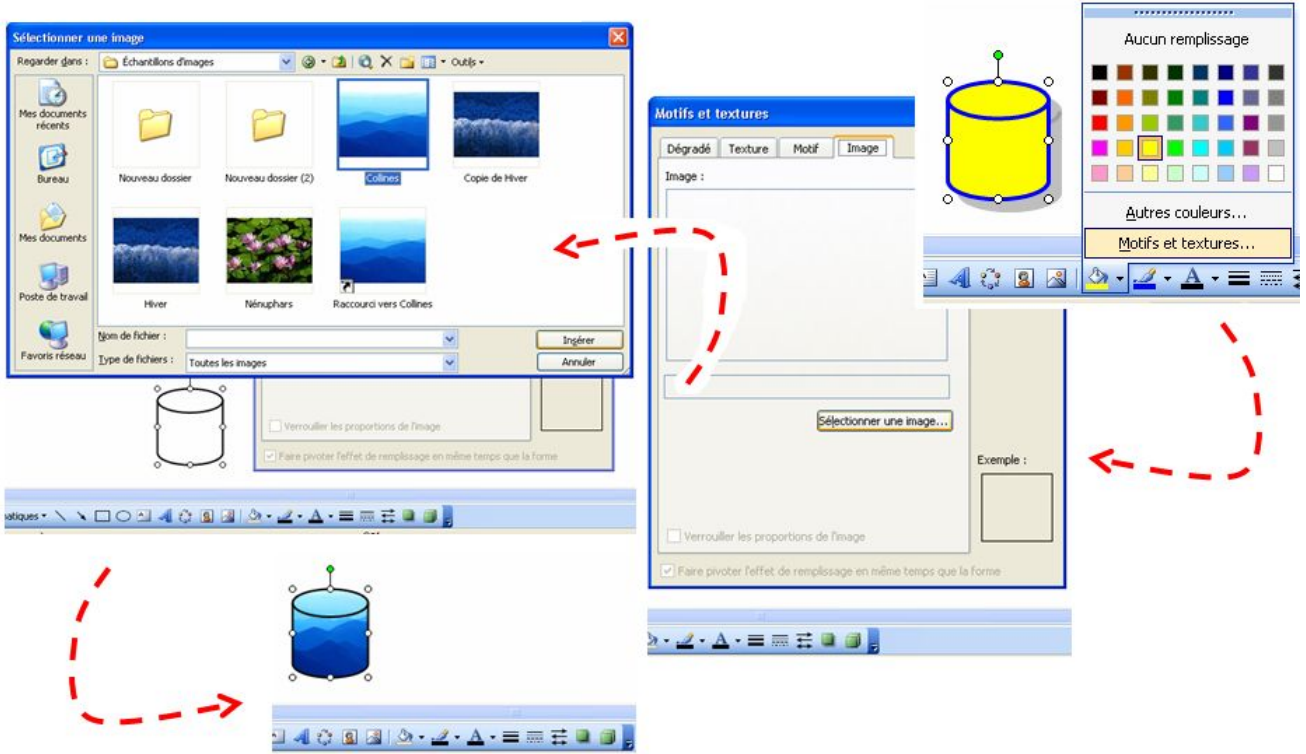 Sélectionner une image
Regarder dans :
Échantillons d'images
Outils
Mes documents récents
Bureau
Mes documents
Poste de travail
Favoris réseau
Nouveau dossier
Nouveau dossier (2)
Collines
Copie de Hiver
Hiver
Nénuphars
Raccourci vers Collines
Nom de fichier :
Type de fichiers :
Toutes les images
Insérer
Annuler
Verrouiller les proportions de l'image
Faire pivoter l'effet de remplissage en même temps que la forme
Motifs et textures
Dégradé
Texture
Motif
Image
Image :
Sélectionner une image...
Exemple :
Verrouiller les proportions de l'image
Faire pivoter l'effet de remplissage en même temps que la forme
Aucun remplissage
Autres couleurs...
Motifs et textures...